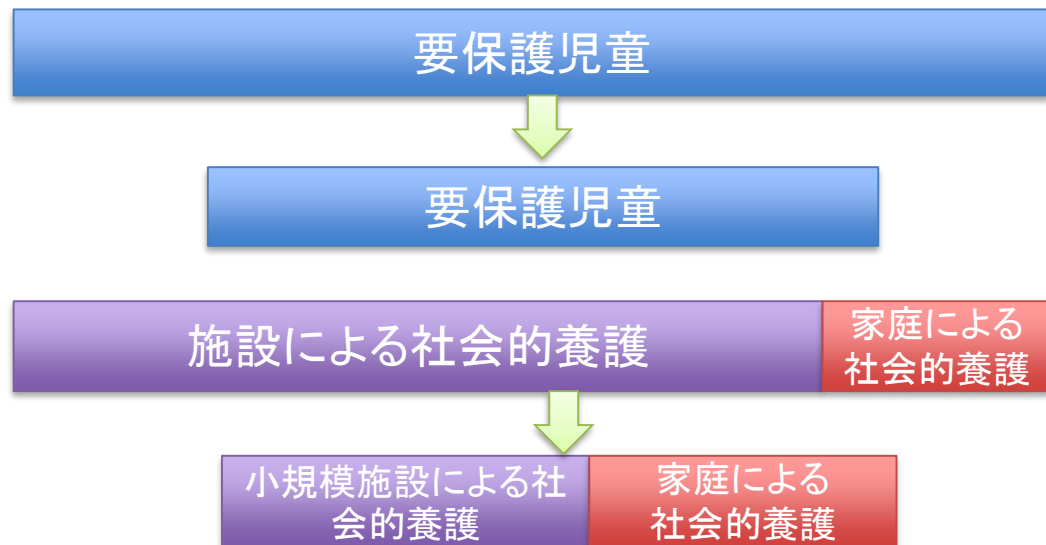 要保護児童
要保護児童
施設による社会的養護
家庭による
社会的養護
小規模施設による社
会的養護
家庭による
社会的養護